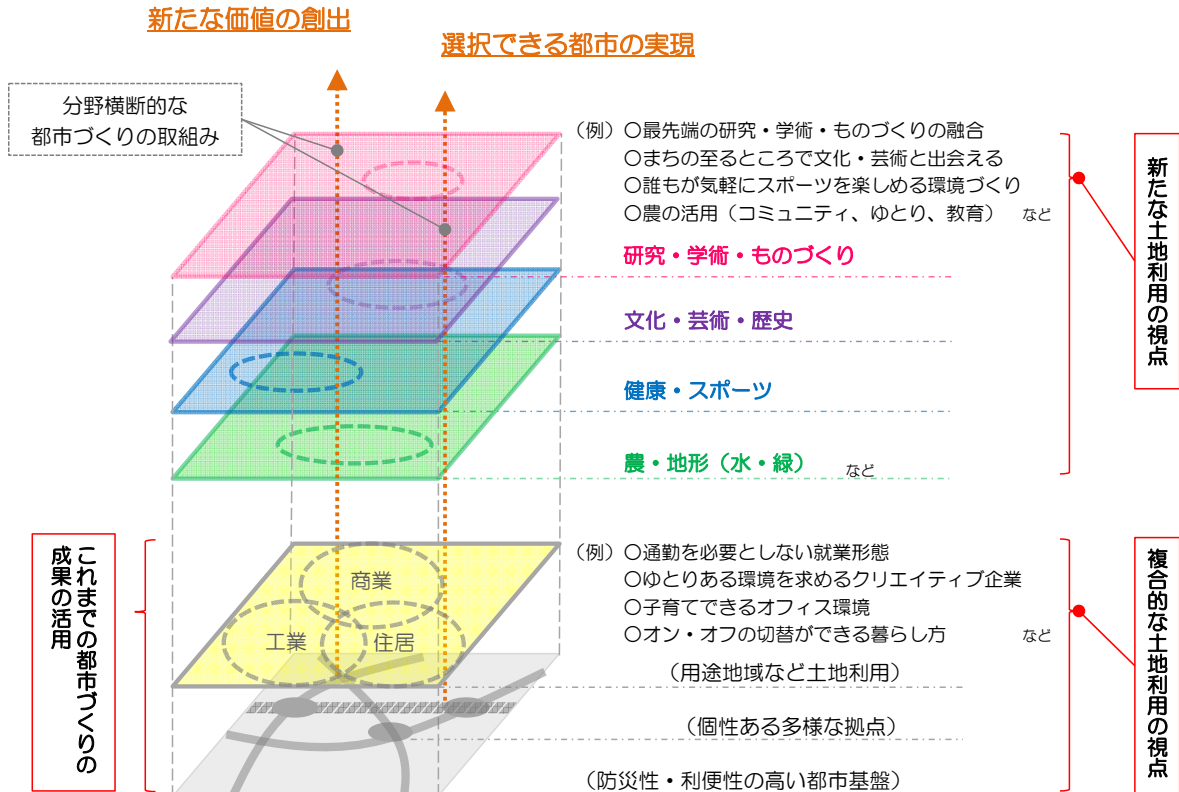 新たな価値の創出
選択できる都市の実現
分野横断的な
都市づくりの取組み
（例）〇最先端の研究・学術・ものづくりの融合
〇まちの至るところで文化・芸術と出会える
〇誰もが気軽にスポーツを楽しめる環境づくり
〇農の活用（コミュニティ、ゆとり、教育） など
研究・学術・ものづくり
文化・芸術・歴史
健康・スポーツ
農・地形（水・緑） など
新たな土地利用の視点
これまでの都市づくりの
成果の活用
商業
工業
住居
（例）〇通勤を必要としない就業形態
〇ゆとりある環境を求めるクリエイティブ企業
〇子育てできるオフィス環境
〇オン・オフの切替ができる暮らし方 など
（用途地域など土地利用）
（個性ある多様な拠点）
（防災性・利便性の高い都市基盤）
複合的な土地利用の視点